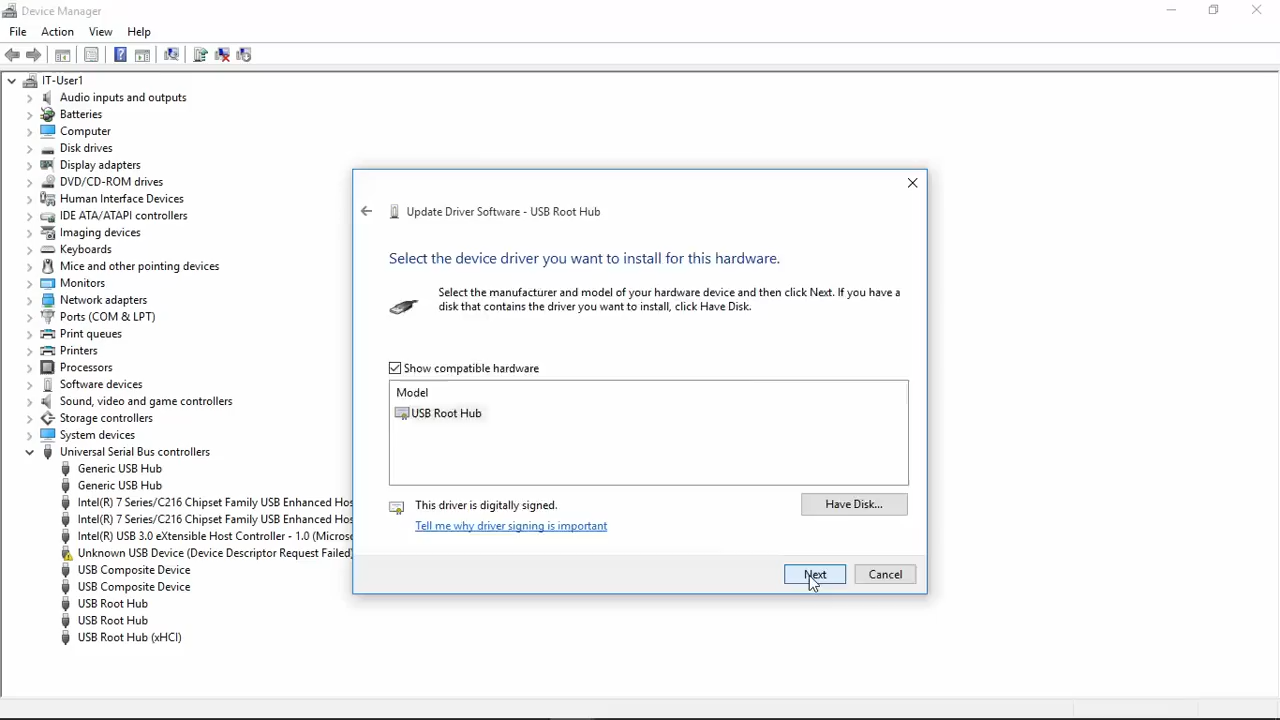 Device Manager
File Action View Help
IT-User1
Audio inputs and outputs
Batteries
Computer
Disk drives
Display adapters
DVD/CD-ROM drives
Human Interface Devices
IDE ATA/ATAPI controllers
Imaging devices
Keyboards
Mice and other pointing devices
Monitors
Network adapters
Ports (COM & LPT)
Print queues
Printers
Processors
Software devices
Sound, video and game controllers
Storage controllers
System devices
Universal Serial Bus controllers
Generic USB Hub
Generic USB Hub
Intel(R) 7 Series/C216 Chipset Family USB Enhanced Hos
Intel(R) 7 Series/C216 Chipset Family USB Enhanced Hos
Intel(R) USB 3.0 eXtensible Host Controller - 1.0 (Micros
Unknown USB Device (Device Descriptor Request Failed)
USB Composite Device
USB Composite Device
USB Root Hub
USB Root Hub
USB Root Hub (xHCI)
Update Driver Software - USB Root Hub
Select the device driver you want to install for this hardware.
Select the manufacturer and model of your hardware device and then click Next. If you have a
disk that contains the driver you want to install, click Have Disk.
Show compatible hardware
Model
USB Root Hub
This driver is digitally signed.
Have Disk...
Tell me why driver signing is important
Next Cancel